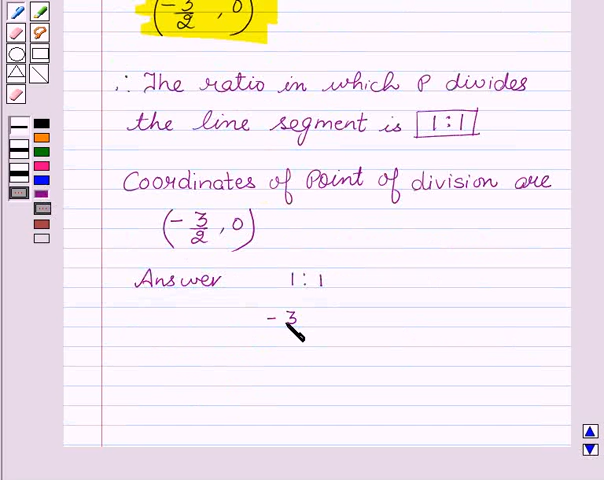 (-3/2, 0)
∴ The ratio in which P divides
the line segment is 1:1
Coordinates of Point of division are
(-3/2, 0)
Answer 1:1
-3